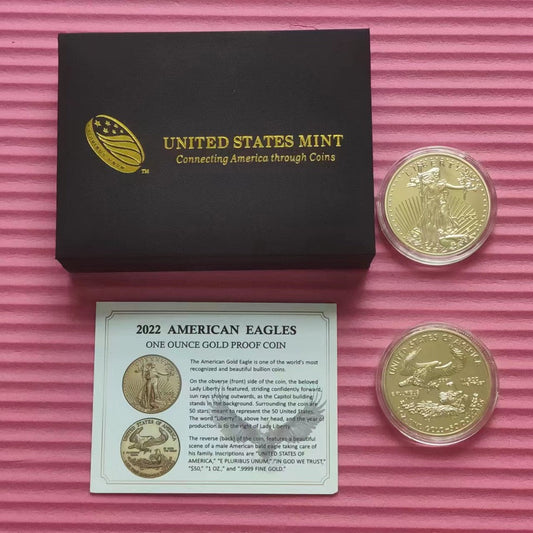 UNITED STATES MINT
Connecting America through Coins
TM
LIBERTY
2022 AMERICAN EAGLES
ONE OUNCE GOLD PROOF COIN
The American Gold Eagle is one of the world's most
recognized and beautiful bullion coins.
On the obverse (front) side of the coin, the beloved
Lady Liberty is featured, striding confidently forward,
sun rays shining outwards, as the Capitol building
stands in the background. Surrounding the coin are
50 stars meant to represent the 50 United States.
The word "Liberty" is above her head, and the year of
production is to the right of Lady Liberty.
The reverse (back) of the coin, features a beautiful
scene of a male American bald eagle taking care of
his family. Inscriptions are "UNITED STATES OF
AMERICA," "E PLURIBUS UNUM," "IN GOD WE TRUST,"
"$50," "1 OZ.," and ".9999 FINE GOLD."
UNITED STATES OF AMERICA